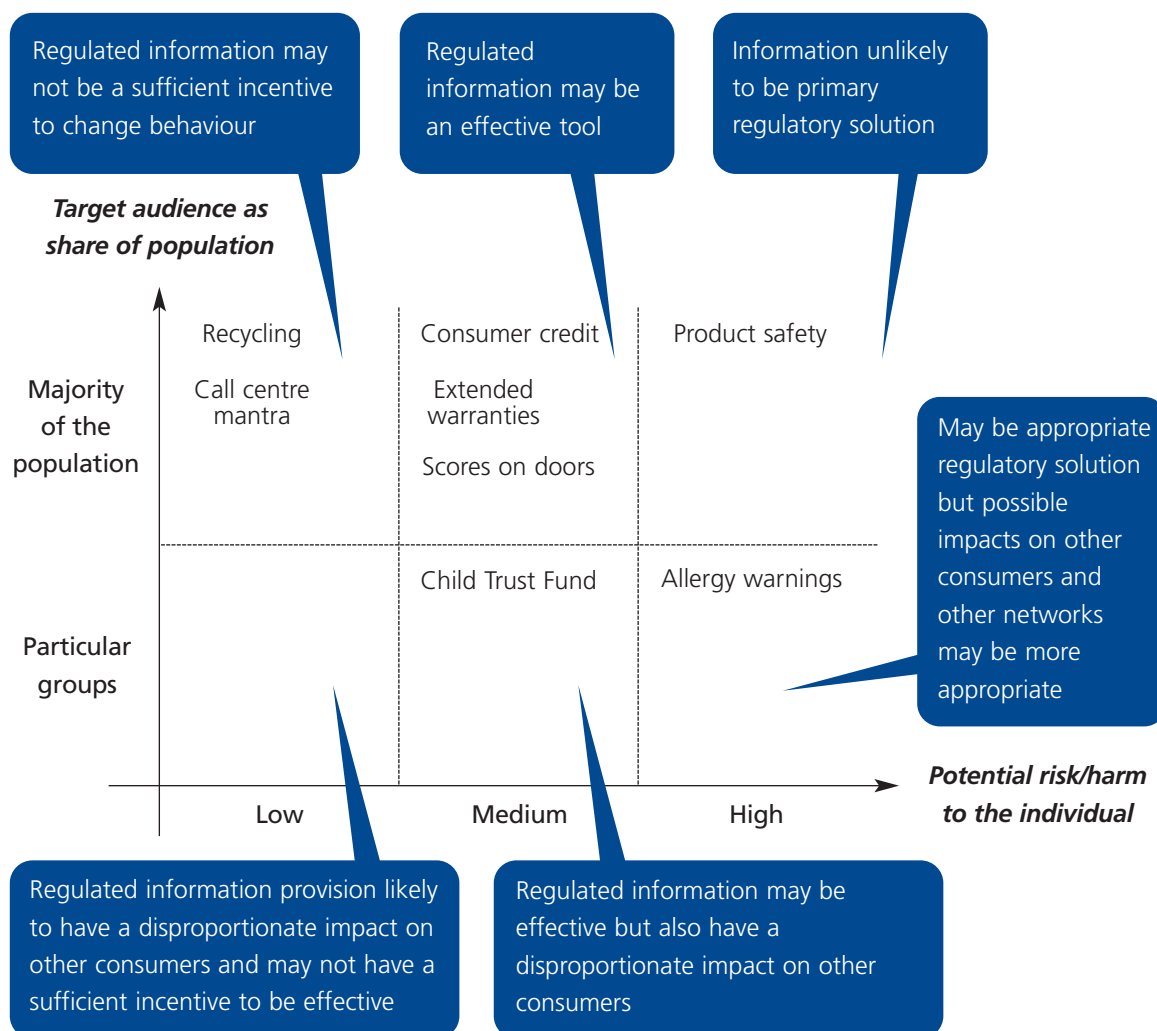 Regulated information may
not be a sufficient incentive
to change behaviour
Regulated
information may be
an effective tool
Information unlikely
to be primary
regulatory solution
Target audience as
share of population
Recycling
Consumer credit
Product safety
Call centre
mantra
Extended
warranties
Scores on doors
Majority
of the
population
May be appropriate
regulatory solution
but possible
impacts on other
consumers and
other networks
may be more
appropriate
Child Trust Fund
Allergy warnings
Particular
groups
Low
Medium
High
Potential risk/harm
to the individual
Regulated information provision likely
to have a disproportionate impact on
other consumers and may not have a
sufficient incentive to be effective
Regulated information may be
effective but also have a
disproportionate impact on other
consumers